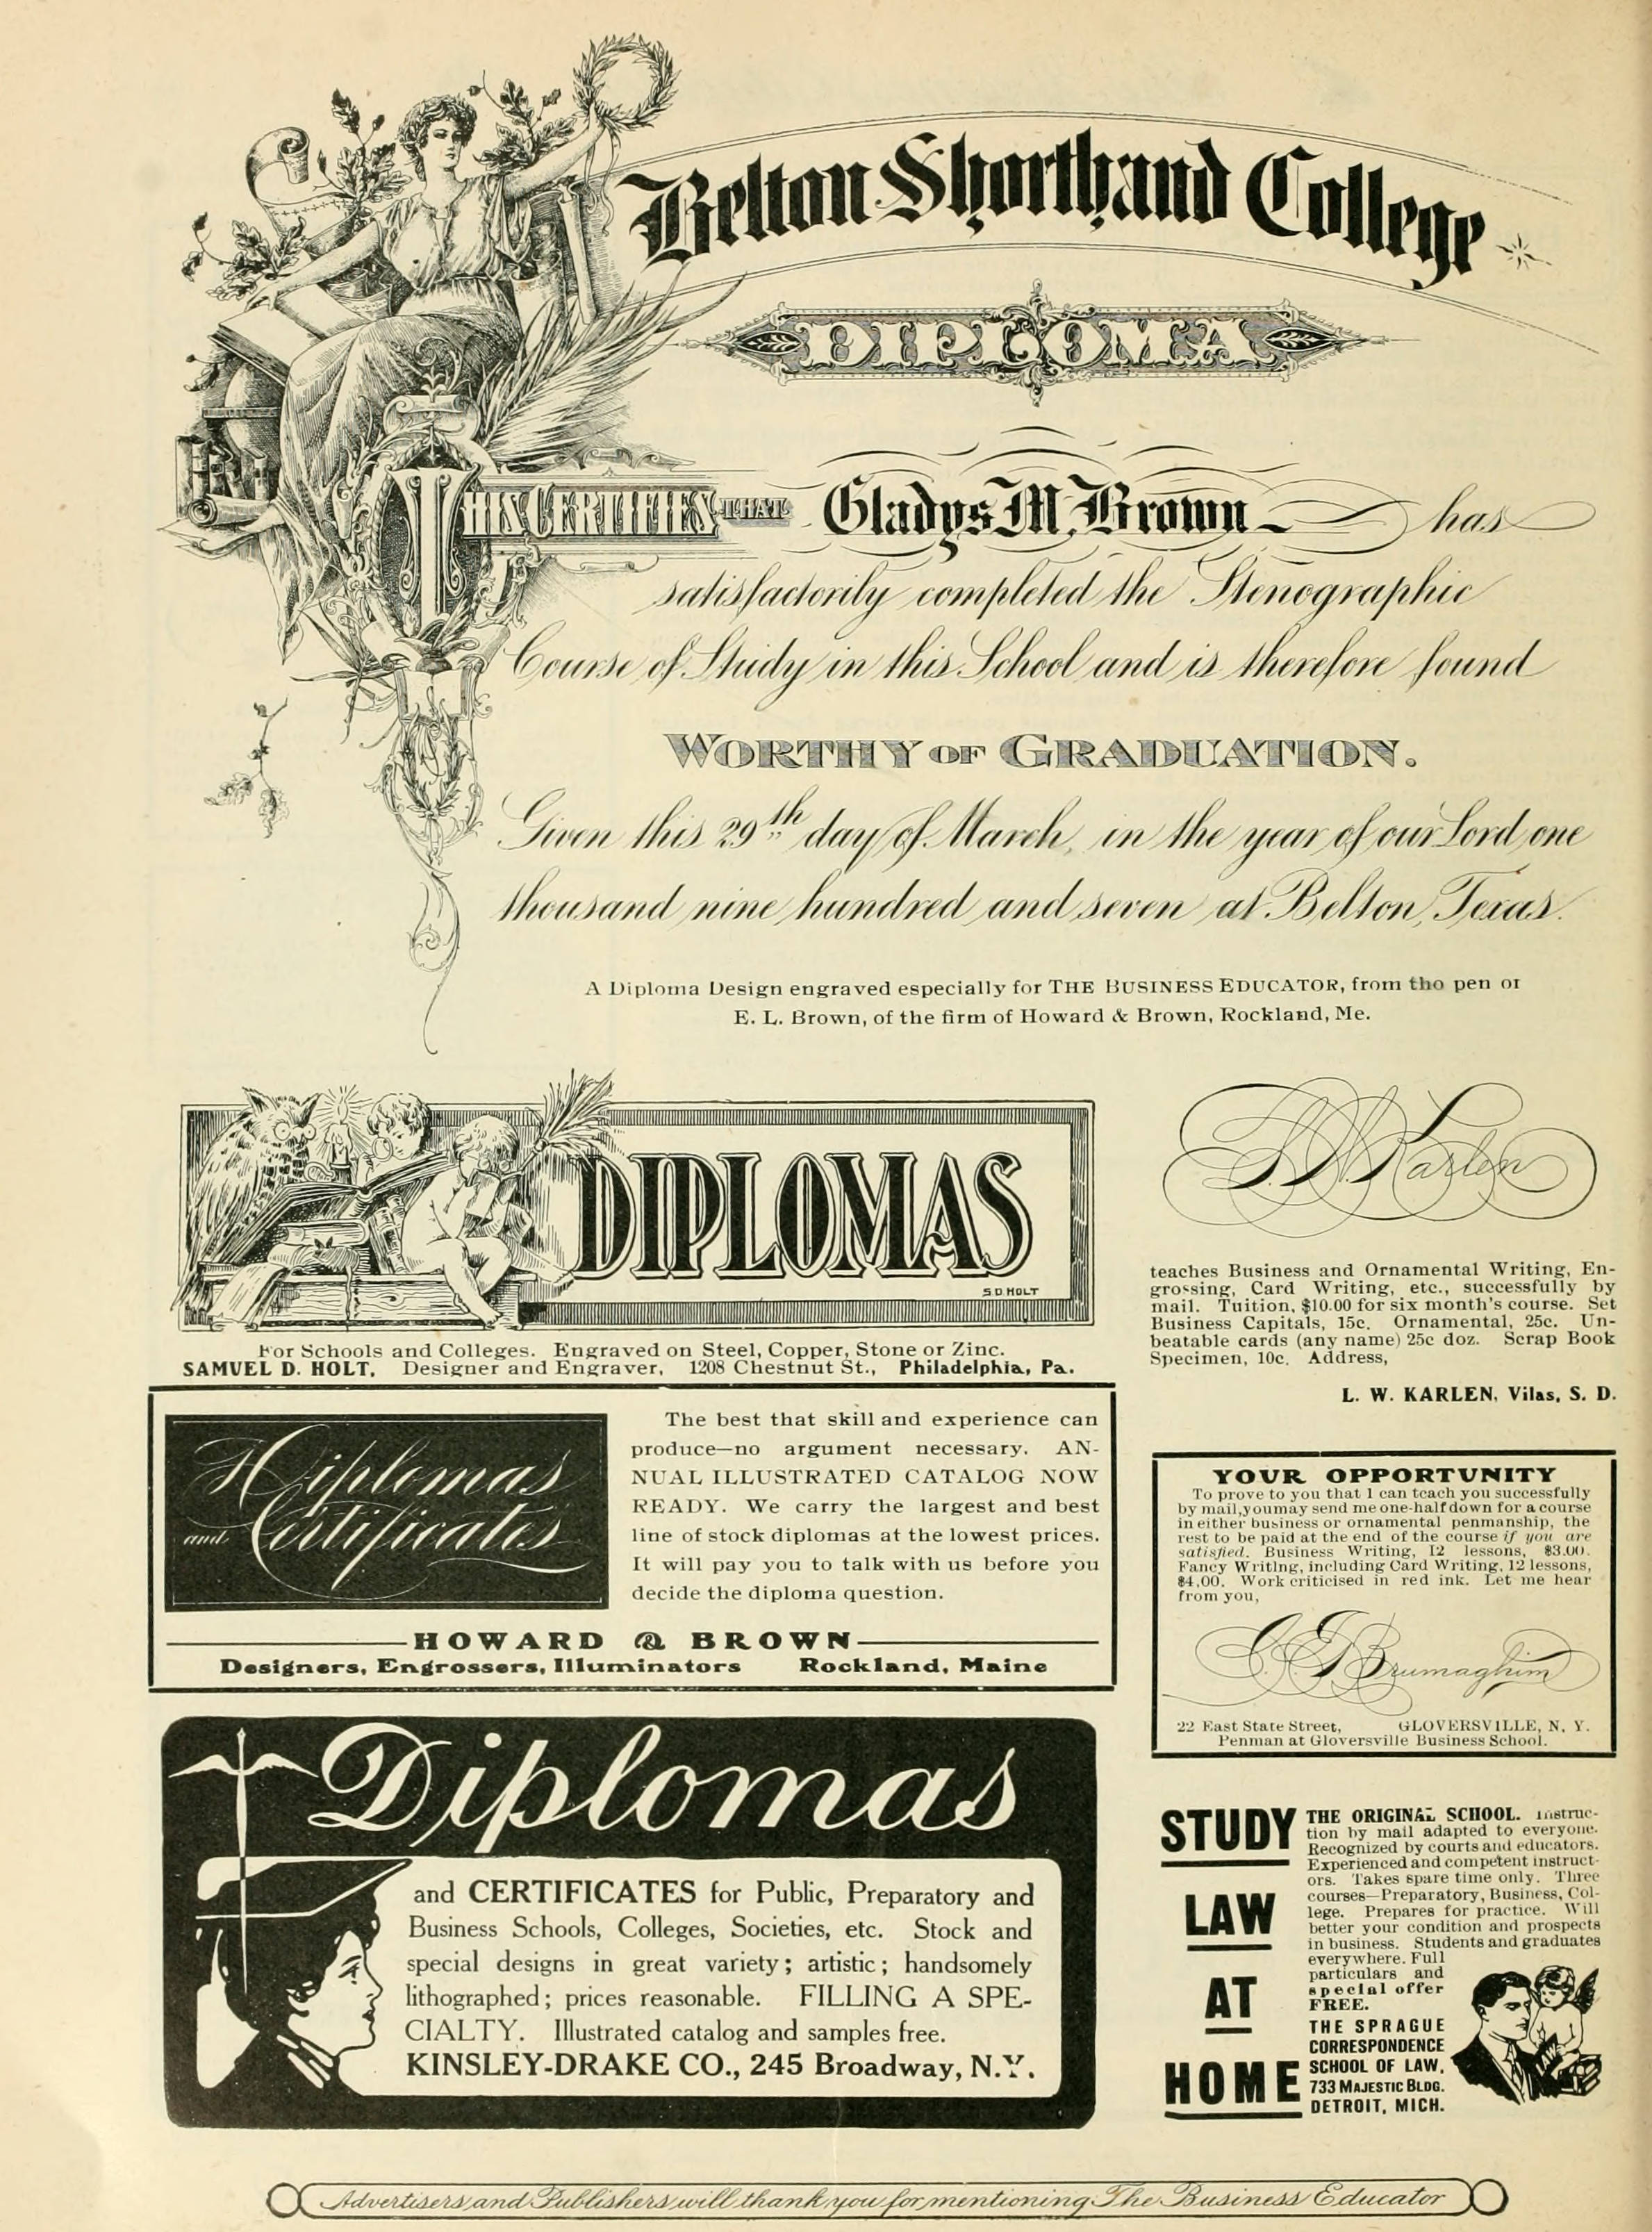 Belton Shorthand College
DIPLOMA
THIS CERTIFIES THAT Gladys M. Brown has
satisfactorily completed the Stenographic
Course of Study in this School and is therefore found
WORTHY OF GRADUATION.
Given this 29th day of March, in the year of our Lord one
thousand nine hundred and seven at Belton, Texas.
A Diploma Design engraved especially for THE BUSINESS EDUCATOR, from the pen of
E. L. Brown, of the firm of Howard & Brown, Rockland, Me.
DIPLOMAS
S.D. HOLT
For Schools and Colleges. Engraved on Steel, Copper, Stone or Zinc.
SAMVEL D. HOLT, Designer and Engraver, 1208 Chestnut St., Philadelphia, Pa.
Diplomas
and Certificates
The best that skill and experience can
produce—no argument necessary. AN-
NUAL ILLUSTRATED CATALOG NOW
READY. We carry the largest and best
line of stock diplomas at the lowest prices.
It will pay you to talk with us before you
decide the diploma question.
HOWARD & BROWN
Designers, Engrossers, Illuminators Rockland, Maine
Diplomas
and CERTIFICATES for Public, Preparatory and
Business Schools, Colleges, Societies, etc. Stock and
special designs in great variety; artistic; handsomely
lithographed; prices reasonable. FILLING A SPE-
CIALTY. Illustrated catalog and samples free.
KINSLEY-DRAKE CO., 245 Broadway, N.Y.
L. W. Karlen
teaches Business and Ornamental Writing, En-
grossing, Card Writing, etc., successfully by
mail. Tuition, $10.00 for six month's course. Set
Business Capitals, 15c. Ornamental, 25c. Un-
beatable cards (any name) 25c doz. Scrap Book
Specimen, 10c. Address,
L. W. KARLEN, Vilas, S. D.
YOUR OPPORTUNITY
To prove to you that I can teach you successfully
by mail, you may send me one-half down for a course
in either business or ornamental penmanship, the
rest to be paid at the end of the course if you are
satisfied. Business Writing, 12 lessons, $3.00.
Fancy Writing, including Card Writing, 12 lessons,
$4.00. Work criticised in red ink. Let me hear
from you,
C. E. Brumaghim
22 East State Street, GLOVERSVILLE, N. Y.
Penman at Gloversville Business School.
STUDY
LAW
AT
HOME
THE ORIGINAL SCHOOL. Instruc-
tion by mail adapted to everyone.
Recognized by courts and educators.
Experienced and competent instruct-
ors. Takes spare time only. Three
courses—Preparatory, Business, Col-
lege. Prepares for practice. Will
better your condition and prospects
in business. Students and graduates
everywhere. Full
particulars and
special offer
FREE.
THE SPRAGUE
CORRESPONDENCE
SCHOOL OF LAW,
733 MAJESTIC BLDG.
DETROIT, MICH.
Advertisers and Publishers will thank you for mentioning The Business Educator